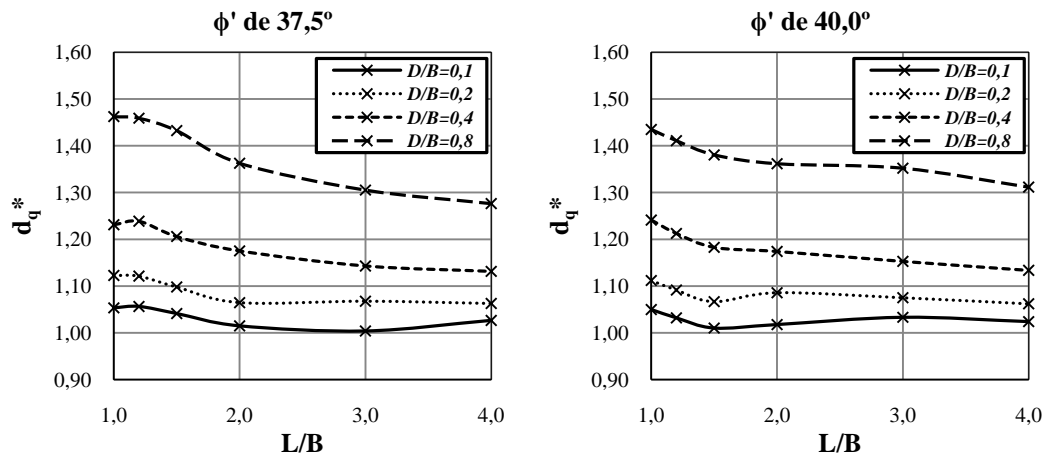 ϕ' de 37,5º
1,60
1,50
1,40
1,30
1,20
1,10
1,00
0,90
dq*
D/B=0,1
D/B=0,2
D/B=0,4
D/B=0,8
1,0
2,0
3,0
4,0
L/B
ϕ' de 40,0º
1,60
1,50
1,40
1,30
1,20
1,10
1,00
0,90
dq*
D/B=0,1
D/B=0,2
D/B=0,4
D/B=0,8
1,0
2,0
3,0
4,0
L/B